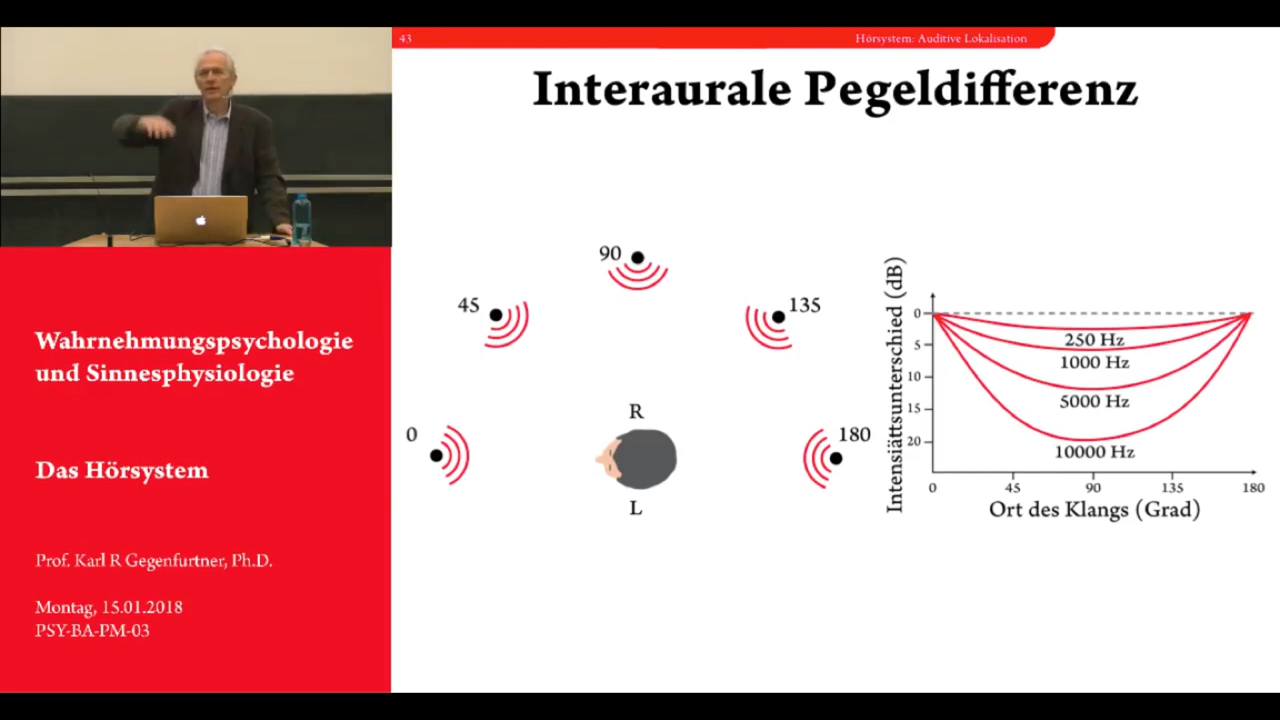 43
Hörsystem: Auditive Lokalisation
Interaurale Pegeldifferenz
90
45
135
0
180
R
L
Intensiättsunterschied (dB)
0
5
10
15
20
250 Hz
1000 Hz
5000 Hz
10000 Hz
0 45 90 135 180
Ort des Klangs (Grad)
Wahrnehmungspsychologie
und Sinnesphysiologie
Das Hörsystem
Prof. Karl R Gegenfurtner, Ph.D.
Montag, 15.01.2018
PSY-BA-PM-03